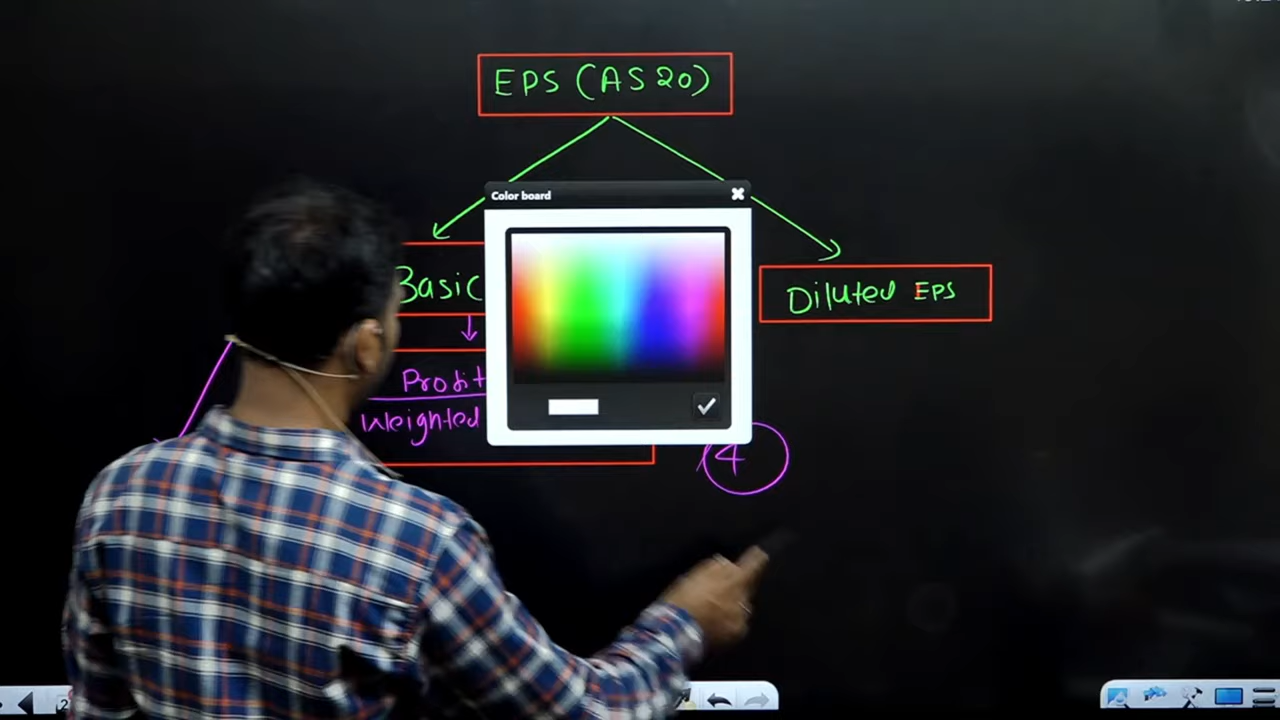 EPS (AS 20)
Color board
Basic
Diluted EPS
Profit
Weighted
4